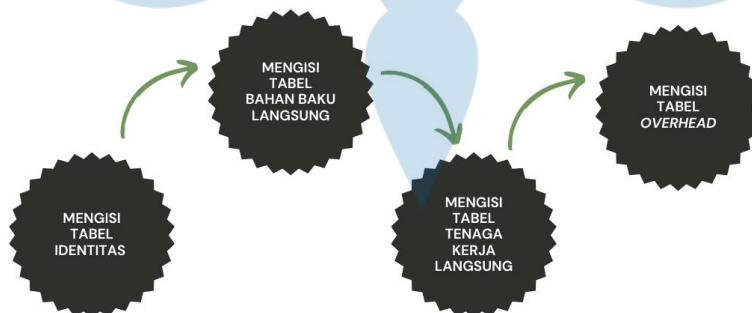 MENGISI
TABEL
IDENTITAS
MENGISI
TABEL
BAHAN BAKU
LANGSUNG
MENGISI
TABEL
TENAGA
KERJA
LANGSUNG
MENGISI
TABEL
OVERHEAD